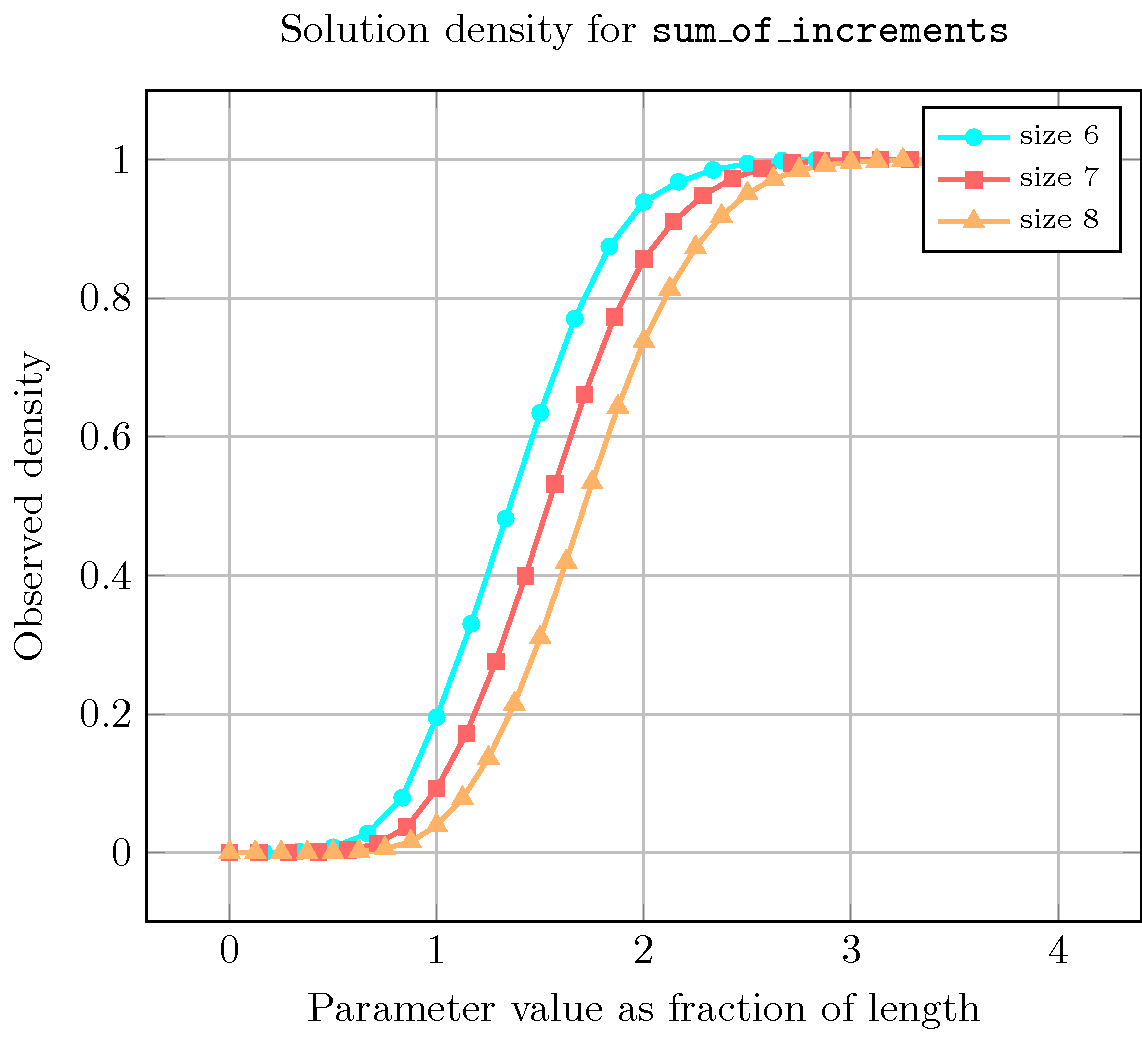 Solution density for sum_of_increments
size 6
size 7
size 8
1
0.8
0.6
0.4
0.2
0
Observed density
0 1 2 3 4
Parameter value as fraction of length